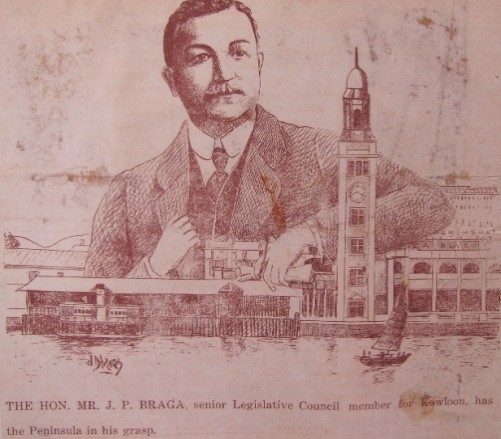 THE HON. MR. J. P. BRAGA, senior Legislative Council member for Kowloon, has
the Peninsula in his grasp.